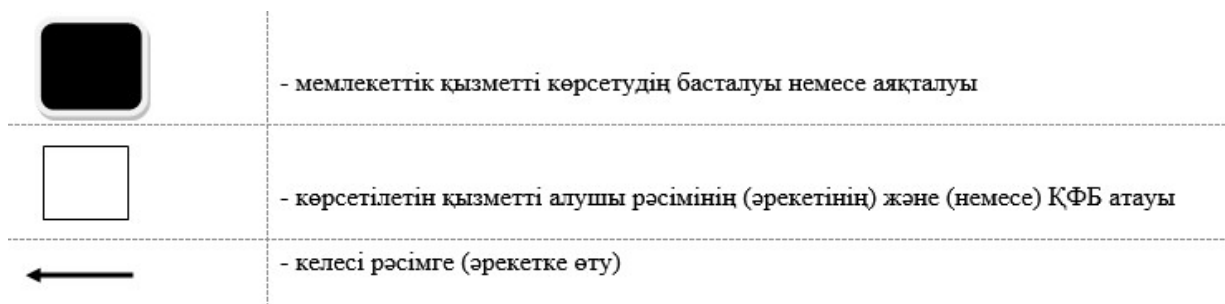 - мемлекеттік қызметті көрсетудің басталуы немесе аяқталуы
- көрсетілетін қызметті алушы рәсімінің (әрекетінің) және (немесе) ҚФБ атауы
- келесі рәсімге (әрекетке өту)